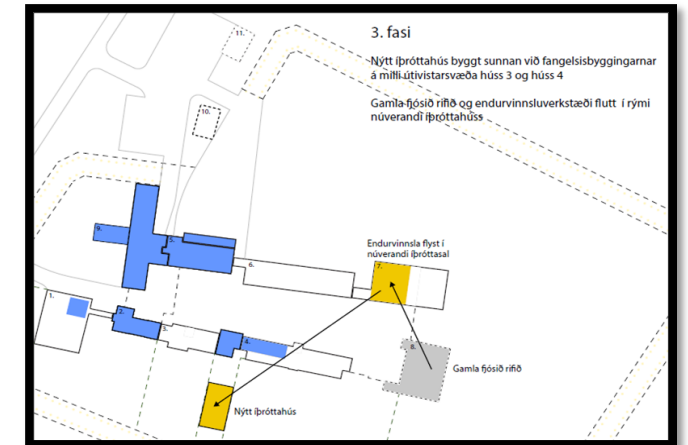 3. fasi
Nýtt íþróttahús byggt sunnan við fangelsisbyggingarnar
á milli útivistarsvæða húss 3 og húss 4
Gamla fjósið rifið og endurvinnsluverkstæði flutt í rými
núverandi íþróttahúss
11.
10.
9.
5.
6.
Endurvinnsla flyst í
núverandi íþróttasal
7.
1.
2.
3.
4.
8.
Gamla fjósið rifið
Nýtt íþróttahús